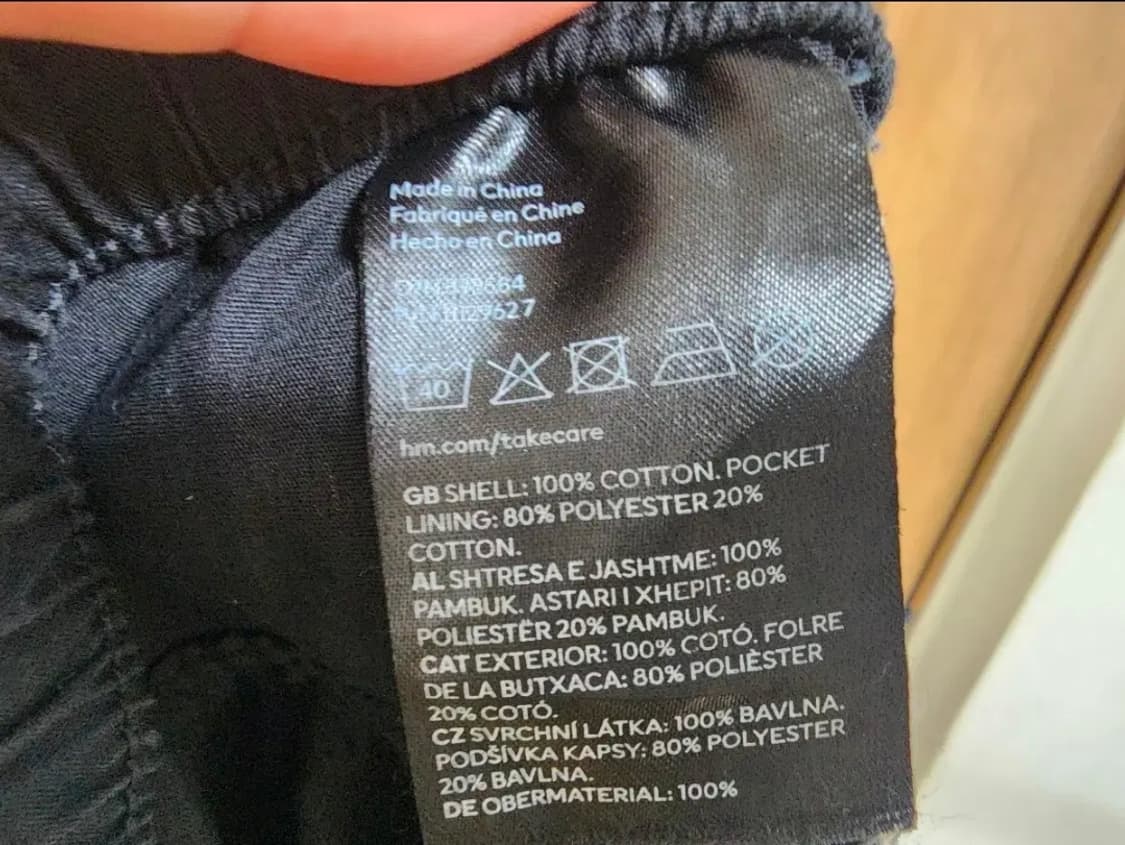 Made in China
Fabriqué en Chine
Hecho en China
40
hm.com/takecare
GB SHELL: 100% COTTON. POCKET
LINING: 80% POLYESTER 20%
COTTON.
AL SHTRESA E JASHTME: 100%
PAMBUK. ASTARI I XHEPIT: 80%
POLIESTËR 20% PAMBUK.
CAT EXTERIOR: 100% COTÓ. FOLRE
DE LA BUTXACA: 80% POLIÈSTER
20% COTÓ.
CZ SVRCHNÍ LÁTKA: 100% BAVLNA.
PODŠÍVKA KAPSY: 80% POLYESTER
20% BAVLNA.
DE OBERMATERIAL: 100%